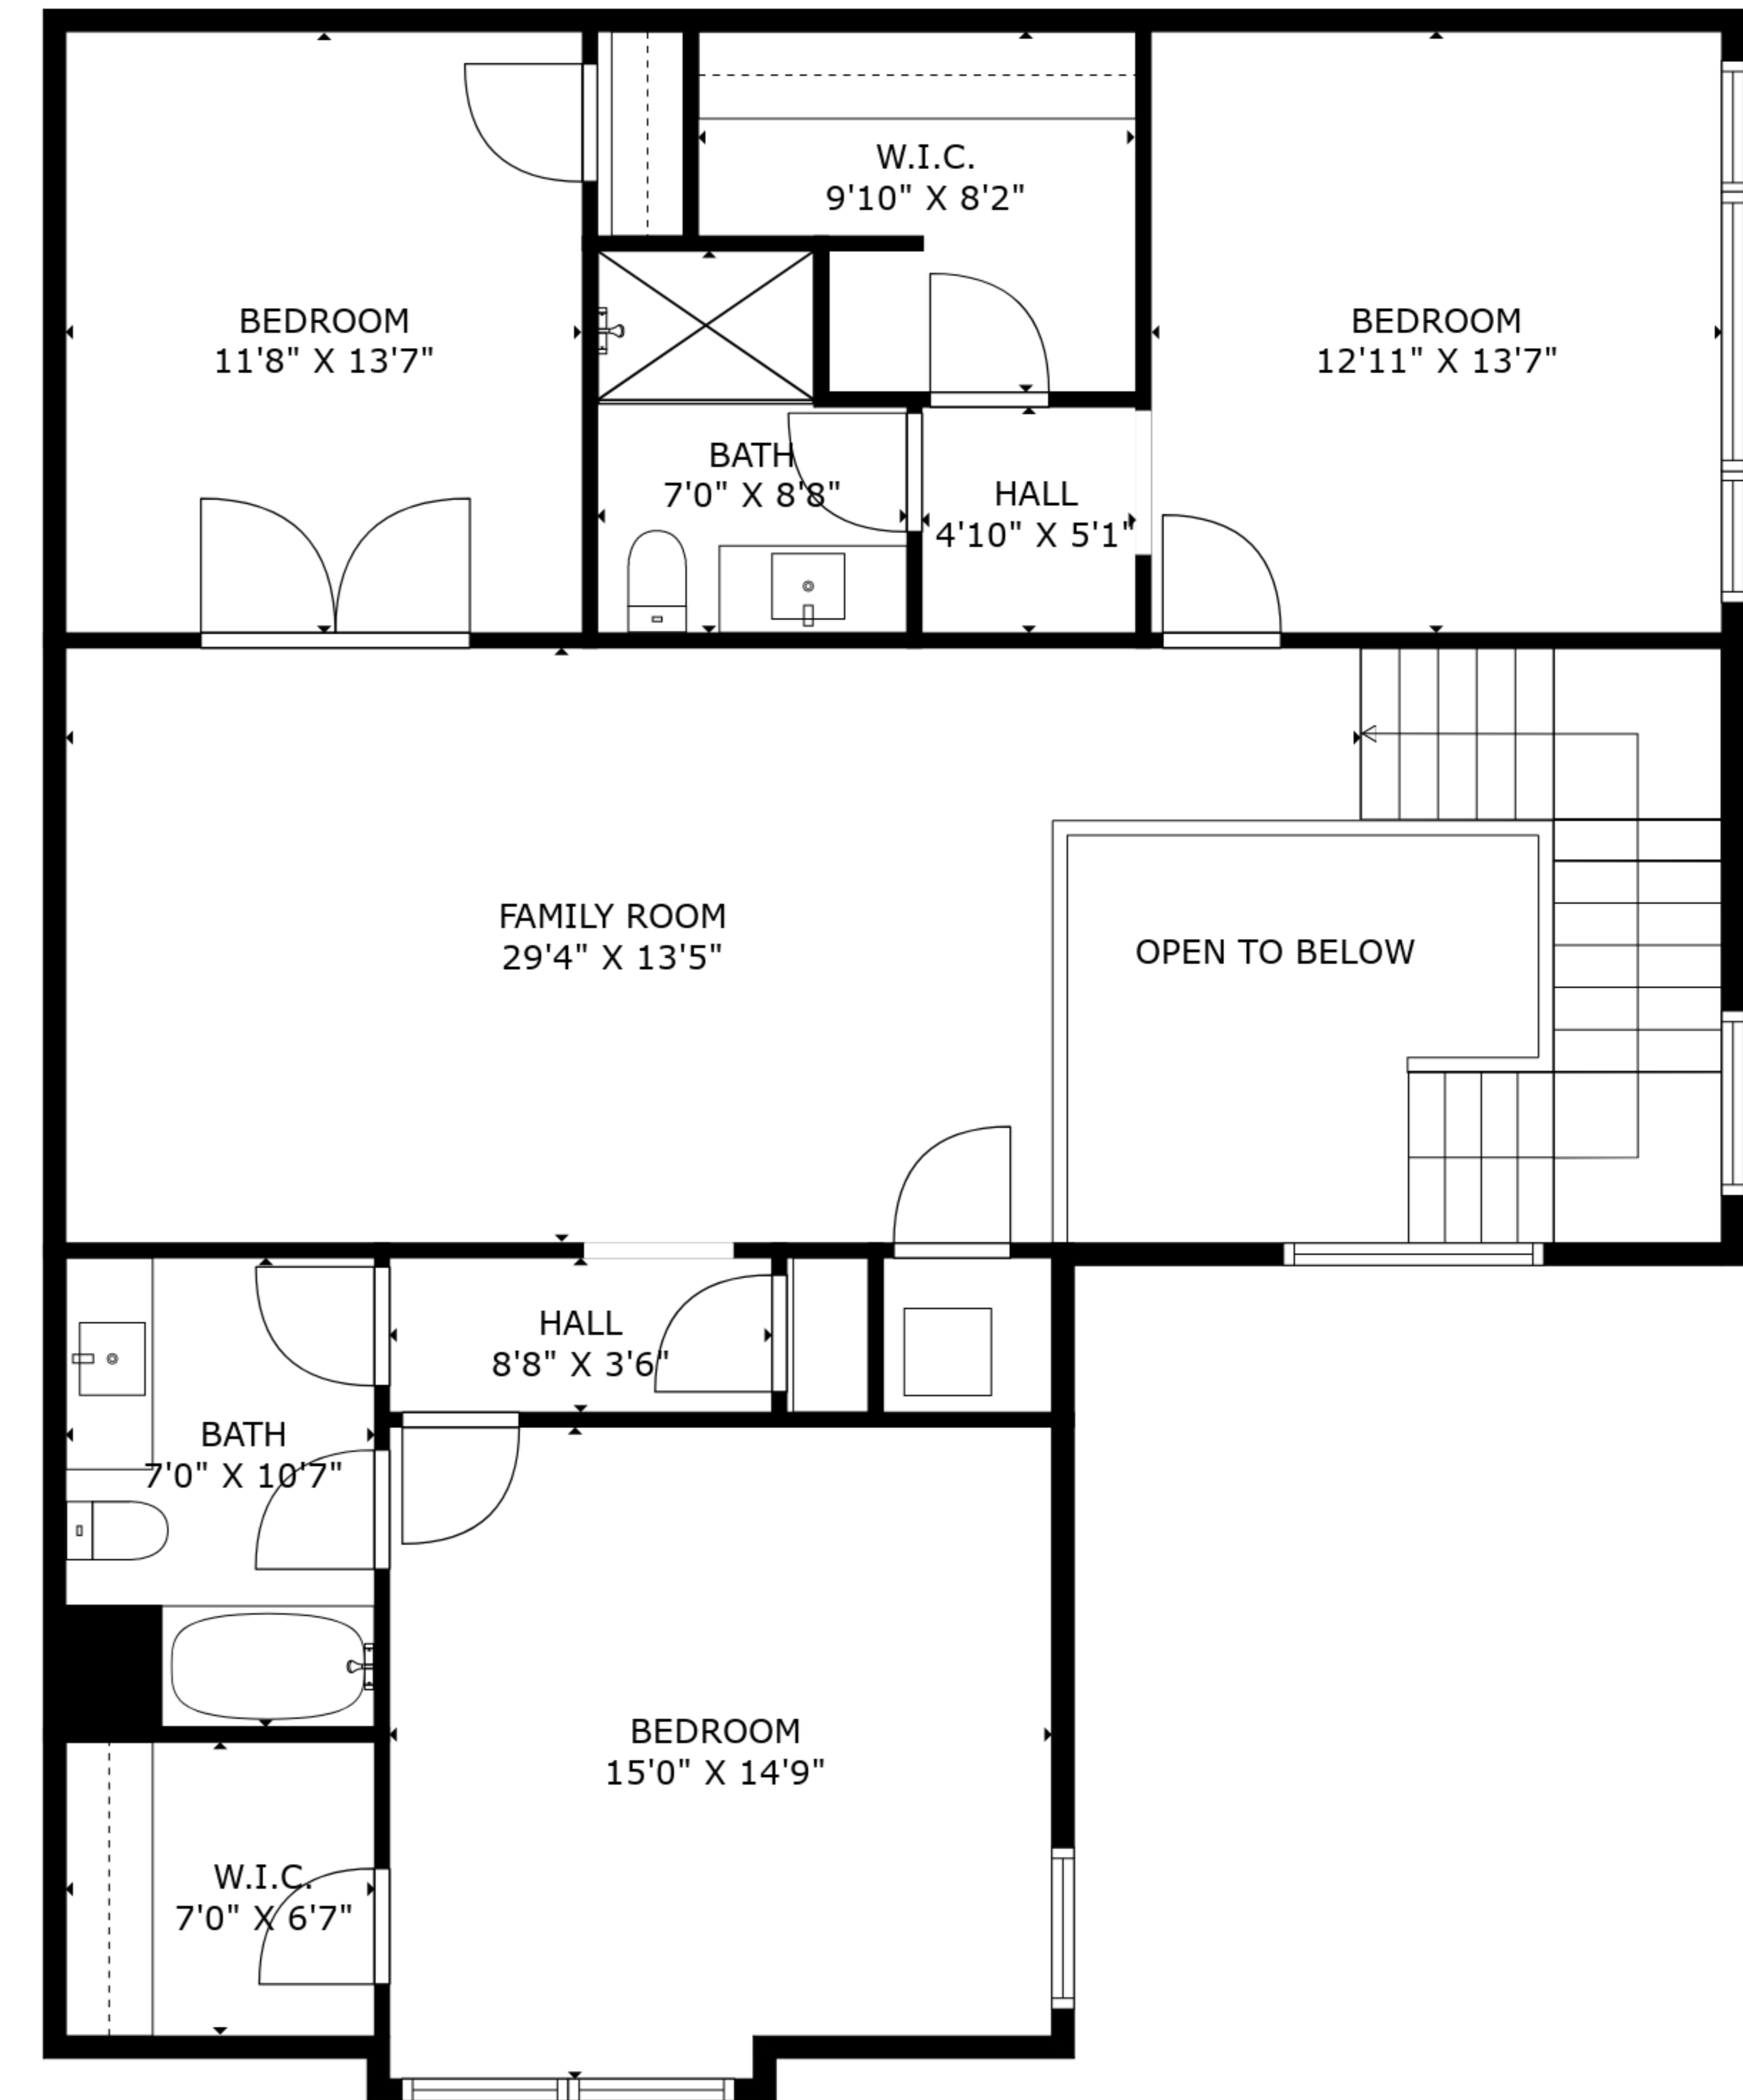 W.I.C.
9'10" X 8'2"
BEDROOM
11'8" X 13'7"
BEDROOM
12'11" X 13'7"
BATH
7'0" X 8'8"
HALL
4'10" X 5'1"
FAMILY ROOM
29'4" X 13'5"
OPEN TO BELOW
HALL
8'8" X 3'6"
BATH
7'0" X 10'7"
BEDROOM
15'0" X 14'9"
W.I.C.
7'0" X 6'7"